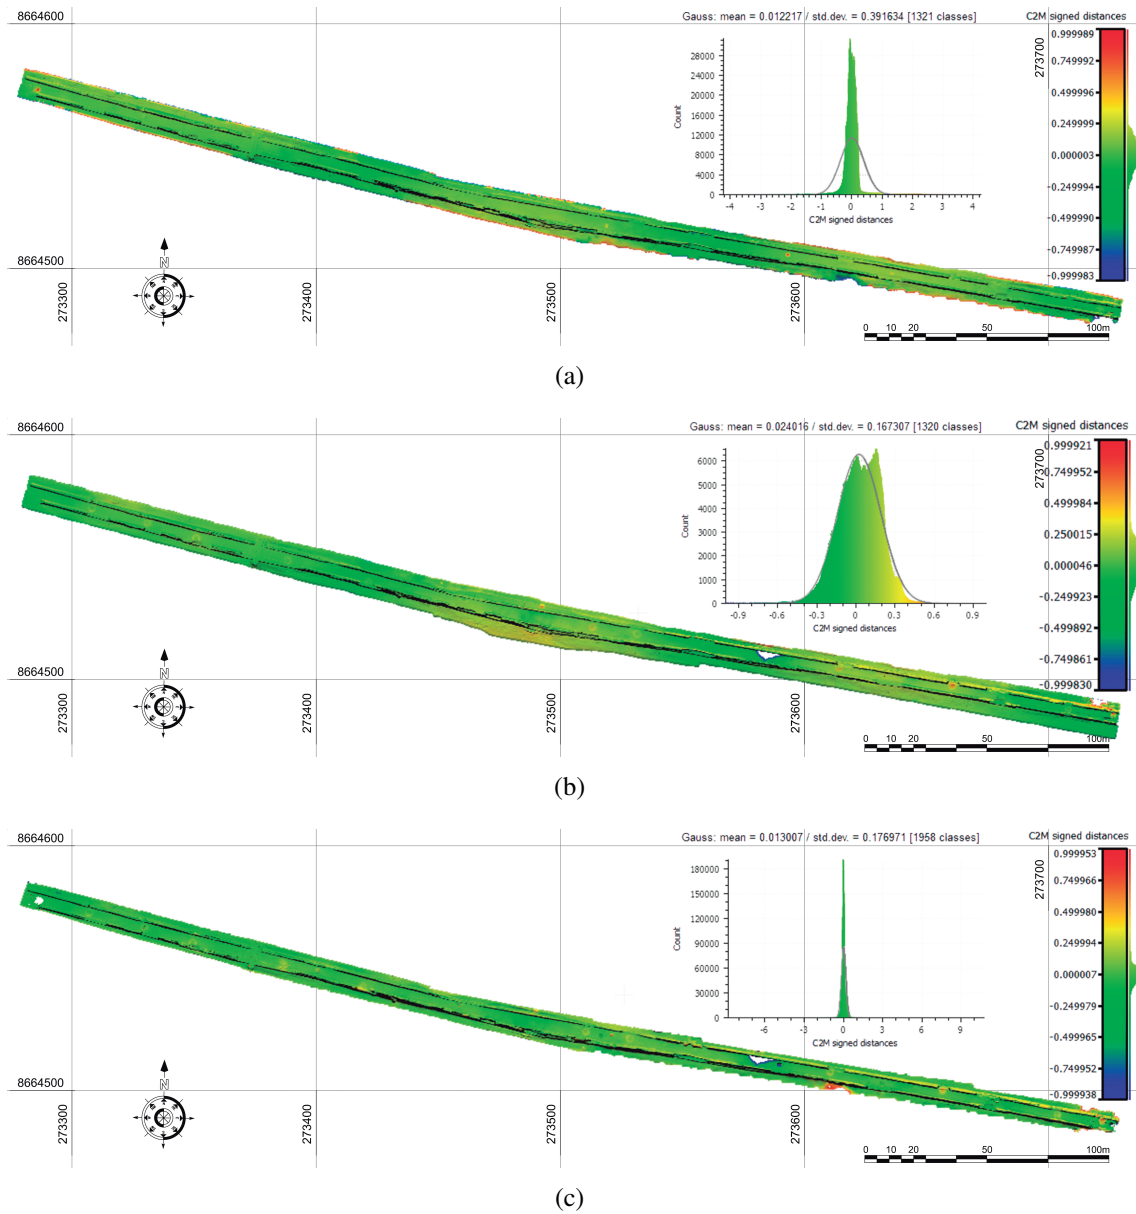 8664600
Gauss: mean = 0.012217 / std.dev. = 0.391634 [1321 classes]
C2M signed distances
0.999989
0.749992
0.499996
0.249999
0.000003
-0.249994
-0.499990
-0.749987
-0.999983
273700
28000
24000
20000
16000
12000
8000
4000
0
Count
-4 -3 -2 -1 0 1 2 3 4
C2M signed distances
8664500
N
273300
273400
273500
273600
0 10 20 50 100m
(a)
8664600
Gauss: mean = 0.024016 / std.dev. = 0.167307 [1320 classes]
C2M signed distances
0.999921
0.749952
0.499984
0.250015
0.000046
-0.249923
-0.499892
-0.749861
-0.999830
273700
6000
5000
4000
3000
2000
1000
0
Count
-0.9 -0.6 -0.3 0 0.3 0.6 0.9
C2M signed distances
8664500
N
273300
273400
273500
273600
0 10 20 50 100m
(b)
8664600
Gauss: mean = 0.013007 / std.dev. = 0.176971 [1958 classes]
C2M signed distances
0.999953
0.749966
0.499980
0.249994
0.000007
-0.249979
-0.499965
-0.749952
-0.999938
273700
180000
150000
120000
90000
60000
30000
0
Count
-6 -3 0 3 6 9
C2M signed distances
8664500
N
273300
273400
273500
273600
0 10 20 50 100m
(c)